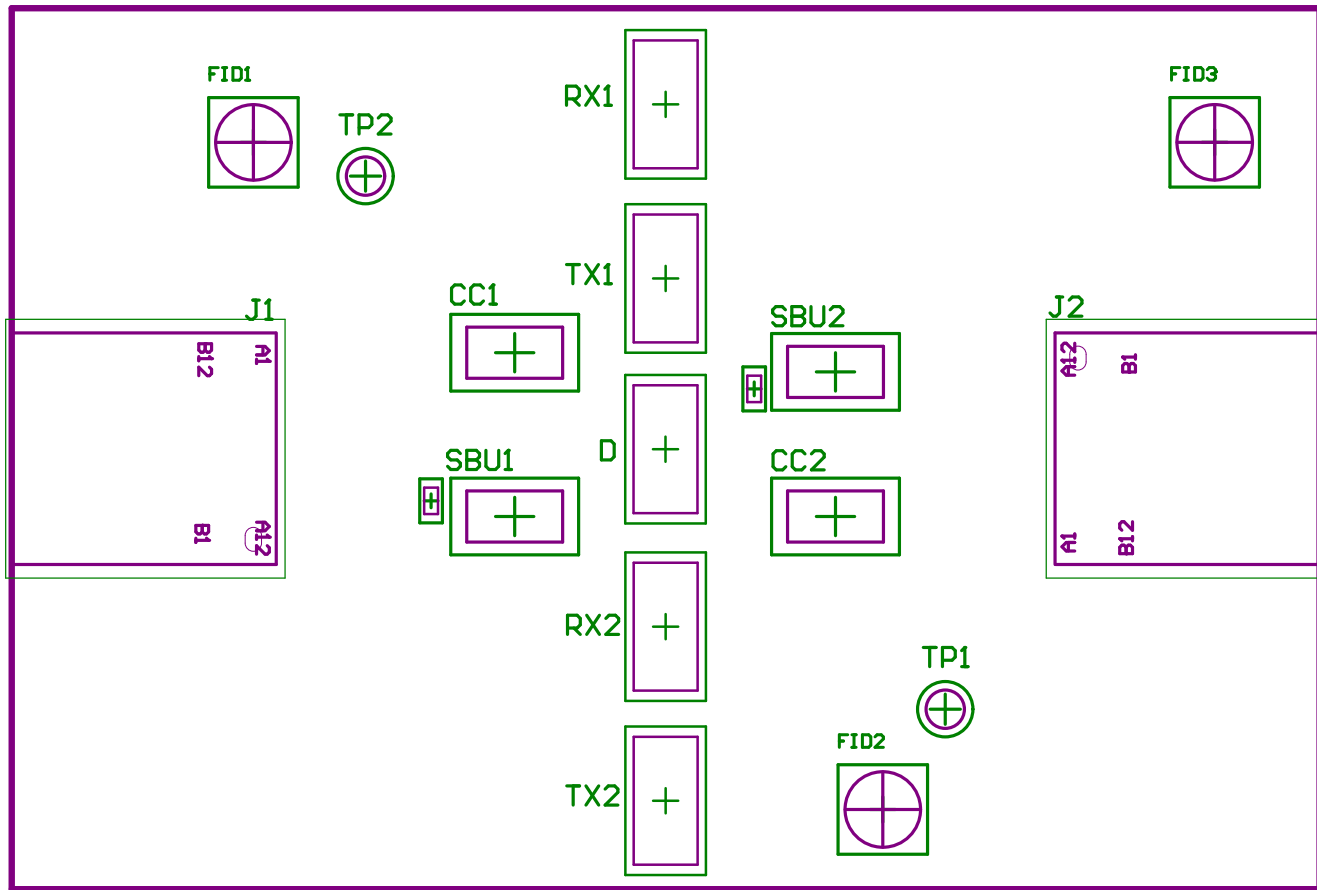 FID1
FID3
RX1
TP2
TX1
CC1
J1
SBU2
J2
B12
A1
A12
B1
D
SBU1
CC2
B1
A12
A1
B12
RX2
TP1
FID2
TX2